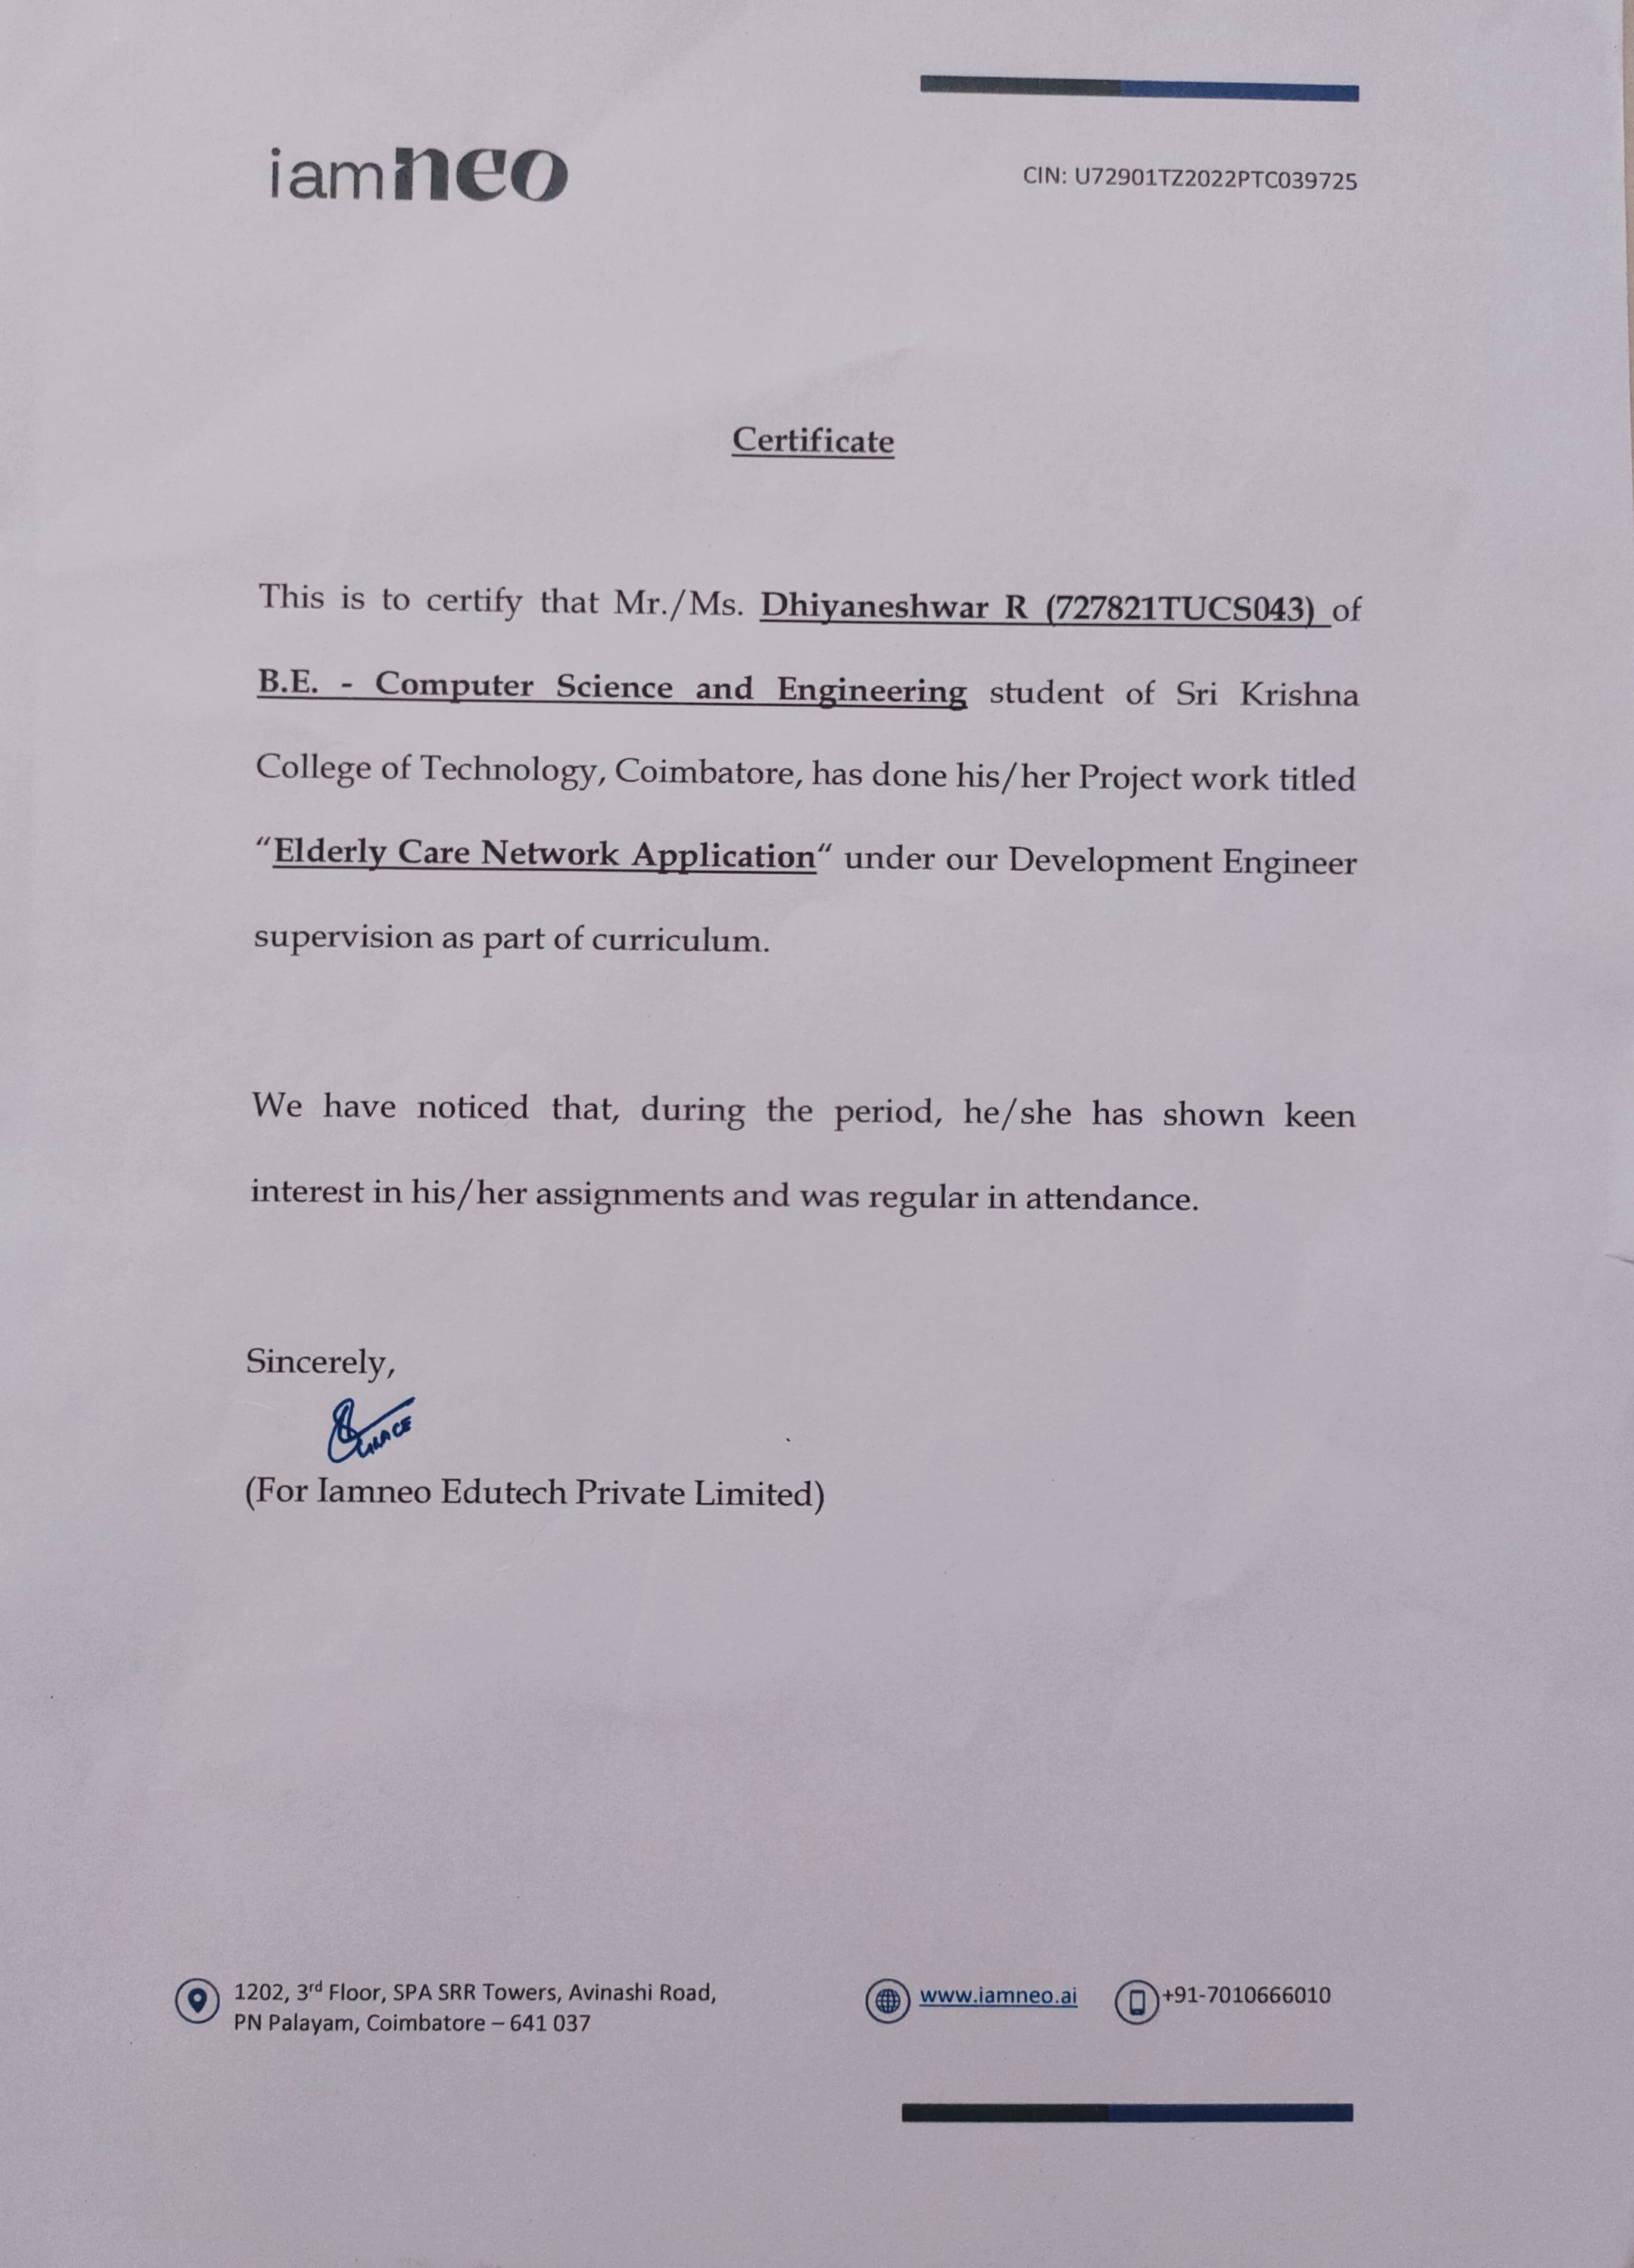 iamneo
CIN: U72901TZ2022PTC039725
Certificate
This is to certify that Mr./Ms. Dhiyaneshwar R (727821TUCS043) of
B.E. - Computer Science and Engineering student of Sri Krishna
College of Technology, Coimbatore, has done his/her Project work titled
“Elderly Care Network Application“ under our Development Engineer
supervision as part of curriculum.
We have noticed that, during the period, he/she has shown keen
interest in his/her assignments and was regular in attendance.
Sincerely,
GRACE
(For Iamneo Edutech Private Limited)
1202, 3rd Floor, SPA SRR Towers, Avinashi Road,
PN Palayam, Coimbatore – 641 037
www.iamneo.ai
+91-7010666010